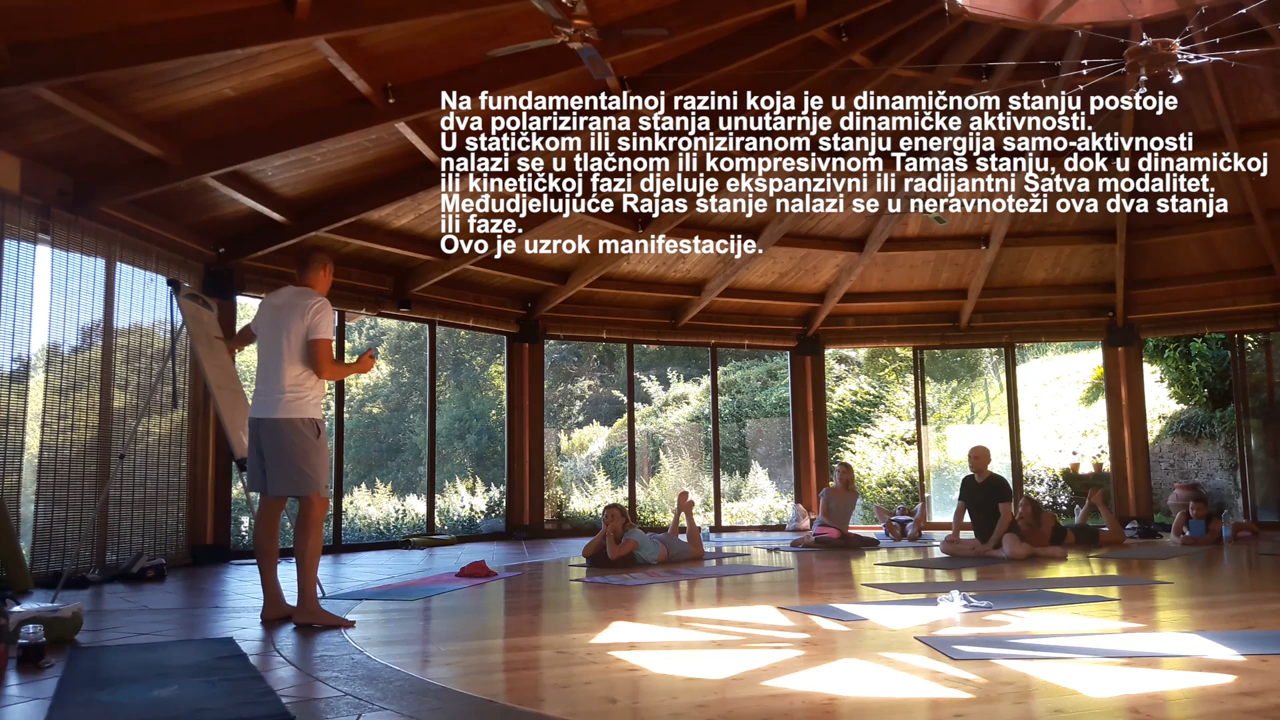 Na fundamentalnoj razini koja je u dinamičnom stanju postoje
dva polarizirana stanja unutarnje dinamičke aktivnosti.
U statičkom ili sinkroniziranom stanju energija samo-aktivnosti
nalazi se u tlačnom ili kompresivnom Tamas stanju, dok u dinamičkoj
ili kinetičkoj fazi djeluje ekspanzivni ili radijantni Satva modalitet.
Međudjelujuće Rajas stanje nalazi se u neravnoteži ova dva stanja
ili faze.
Ovo je uzrok manifestacije.